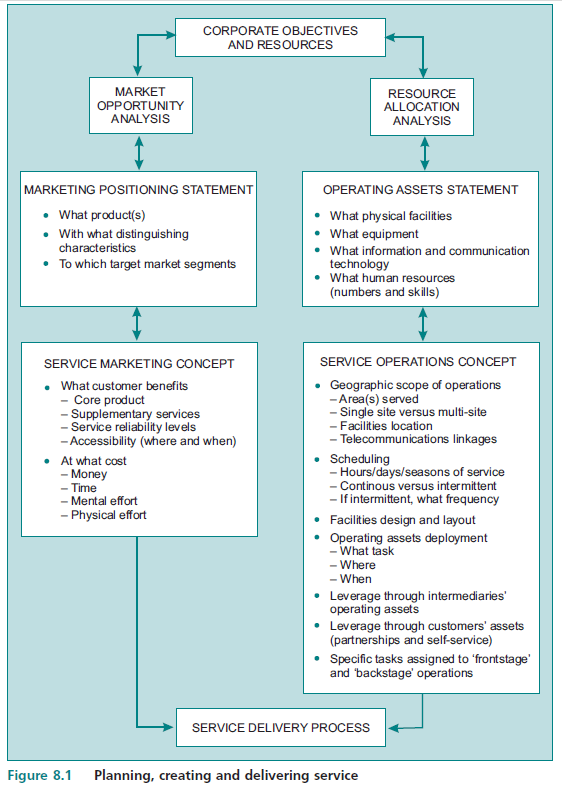 CORPORATE OBJECTIVES
AND RESOURCES
MARKET
OPPORTUNITY
ANALYSIS
RESOURCE
ALLOCATION
ANALYSIS
MARKETING POSITIONING STATEMENT
• What product(s)
• With what distinguishing
characteristics
• To which target market segments
OPERATING ASSETS STATEMENT
• What physical facilities
• What equipment
• What information and communication
technology
• What human resources
(numbers and skills)
SERVICE MARKETING CONCEPT
• What customer benefits
– Core product
– Supplementary services
– Service reliability levels
– Accessibility (where and when)
• At what cost
– Money
– Time
– Mental effort
– Physical effort
SERVICE OPERATIONS CONCEPT
• Geographic scope of operations
– Area(s) served
– Single site versus multi-site
– Facilities location
– Telecommunications linkages
• Scheduling
– Hours/days/seasons of service
– Continous versus intermittent
– If intermittent, what frequency
• Facilities design and layout
• Operating assets deployment
– What task
– Where
– When
• Leverage through intermediaries’
operating assets
• Leverage through customers’ assets
(partnerships and self-service)
• Specific tasks assigned to ‘frontstage’
and ‘backstage’ operations
SERVICE DELIVERY PROCESS
Figure 8.1 Planning, creating and delivering service